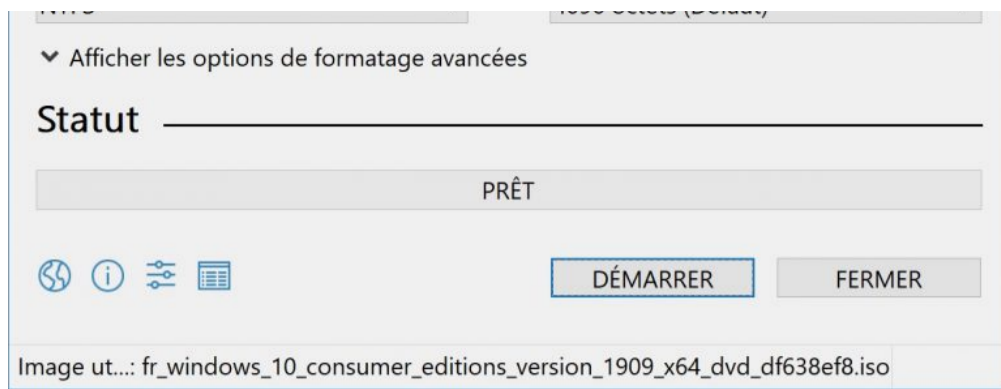 Afficher les options de formatage avancées
Statut
PRÊT
DÉMARRER FERMER
Image ut...: fr_windows_10_consumer_editions_version_1909_x64_dvd_df638ef8.iso